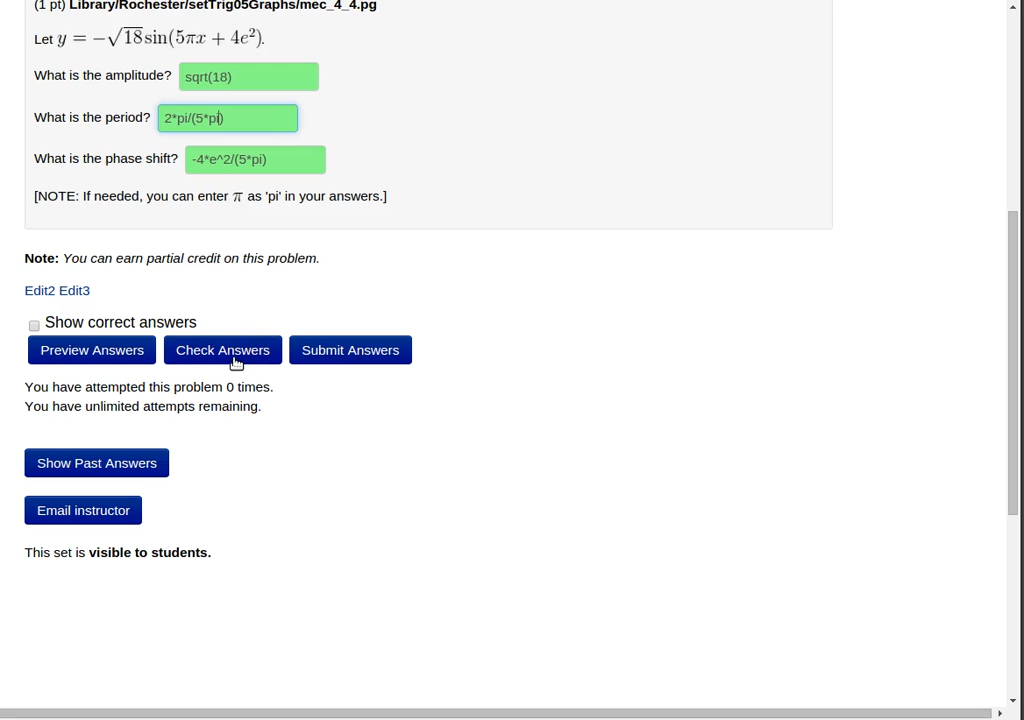 (1 pt) Library/Rochester/setTrig05Graphs/mec_4_4.pg
Let y = −√18 sin(5πx + 4e²).
What is the amplitude? sqrt(18)
What is the period? 2*pi/(5*pi)
What is the phase shift? -4*e^2/(5*pi)
[NOTE: If needed, you can enter π as 'pi' in your answers.]
Note: You can earn partial credit on this problem.
Edit2 Edit3
Show correct answers
Preview Answers Check Answers Submit Answers
You have attempted this problem 0 times.
You have unlimited attempts remaining.
Show Past Answers
Email instructor
This set is visible to students.